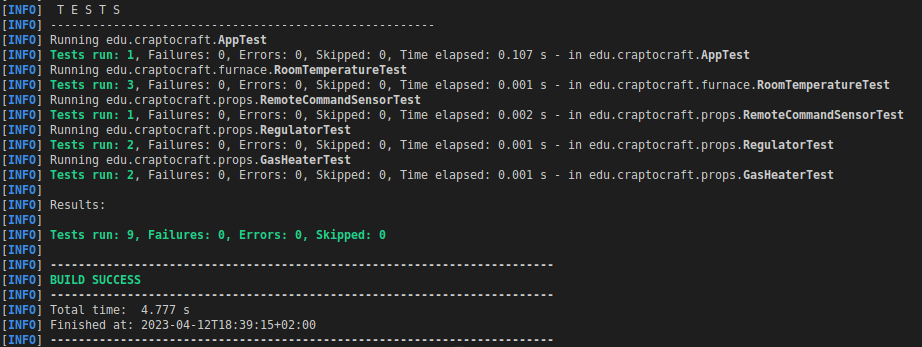 [INFO]  T E S T S
[INFO] -------------------------------------------------------
[INFO] Running edu.craptocraft.AppTest
[INFO] Tests run: 1, Failures: 0, Errors: 0, Skipped: 0, Time elapsed: 0.107 s - in edu.craptocraft.AppTest
[INFO] Running edu.craptocraft.furnace.RoomTemperatureTest
[INFO] Tests run: 3, Failures: 0, Errors: 0, Skipped: 0, Time elapsed: 0.001 s - in edu.craptocraft.furnace.RoomTemperatureTest
[INFO] Running edu.craptocraft.props.RemoteCommandSensorTest
[INFO] Tests run: 1, Failures: 0, Errors: 0, Skipped: 0, Time elapsed: 0.002 s - in edu.craptocraft.props.RemoteCommandSensorTest
[INFO] Running edu.craptocraft.props.RegulatorTest
[INFO] Tests run: 2, Failures: 0, Errors: 0, Skipped: 0, Time elapsed: 0.001 s - in edu.craptocraft.props.RegulatorTest
[INFO] Running edu.craptocraft.props.GasHeaterTest
[INFO] Tests run: 2, Failures: 0, Errors: 0, Skipped: 0, Time elapsed: 0.001 s - in edu.craptocraft.props.GasHeaterTest
[INFO]
[INFO] Results:
[INFO]
[INFO] Tests run: 9, Failures: 0, Errors: 0, Skipped: 0
[INFO]
[INFO] ------------------------------------------------------------------------
[INFO] BUILD SUCCESS
[INFO] ------------------------------------------------------------------------
[INFO] Total time:  4.777 s
[INFO] Finished at: 2023-04-12T18:39:15+02:00
[INFO] ------------------------------------------------------------------------